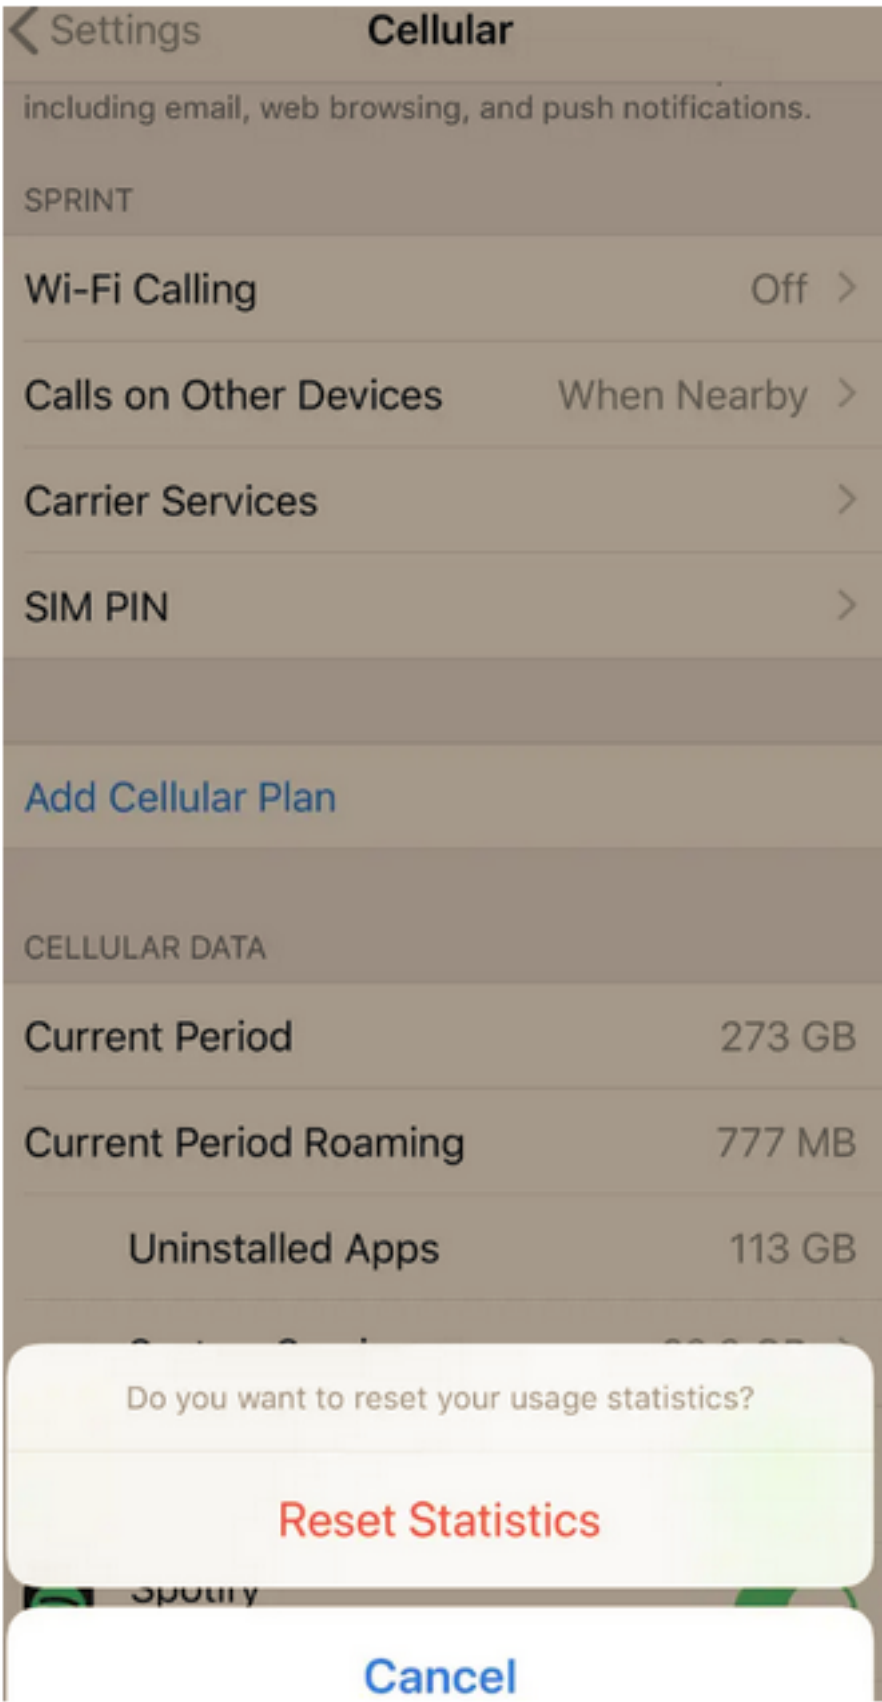 Settings
Cellular
including email, web browsing, and push notifications.
SPRINT
Wi-Fi Calling Off
Calls on Other Devices When Nearby
Carrier Services
SIM PIN
Add Cellular Plan
CELLULAR DATA
Current Period 273 GB
Current Period Roaming 777 MB
Uninstalled Apps 113 GB
Do you want to reset your usage statistics?
Reset Statistics
Spotify
Cancel